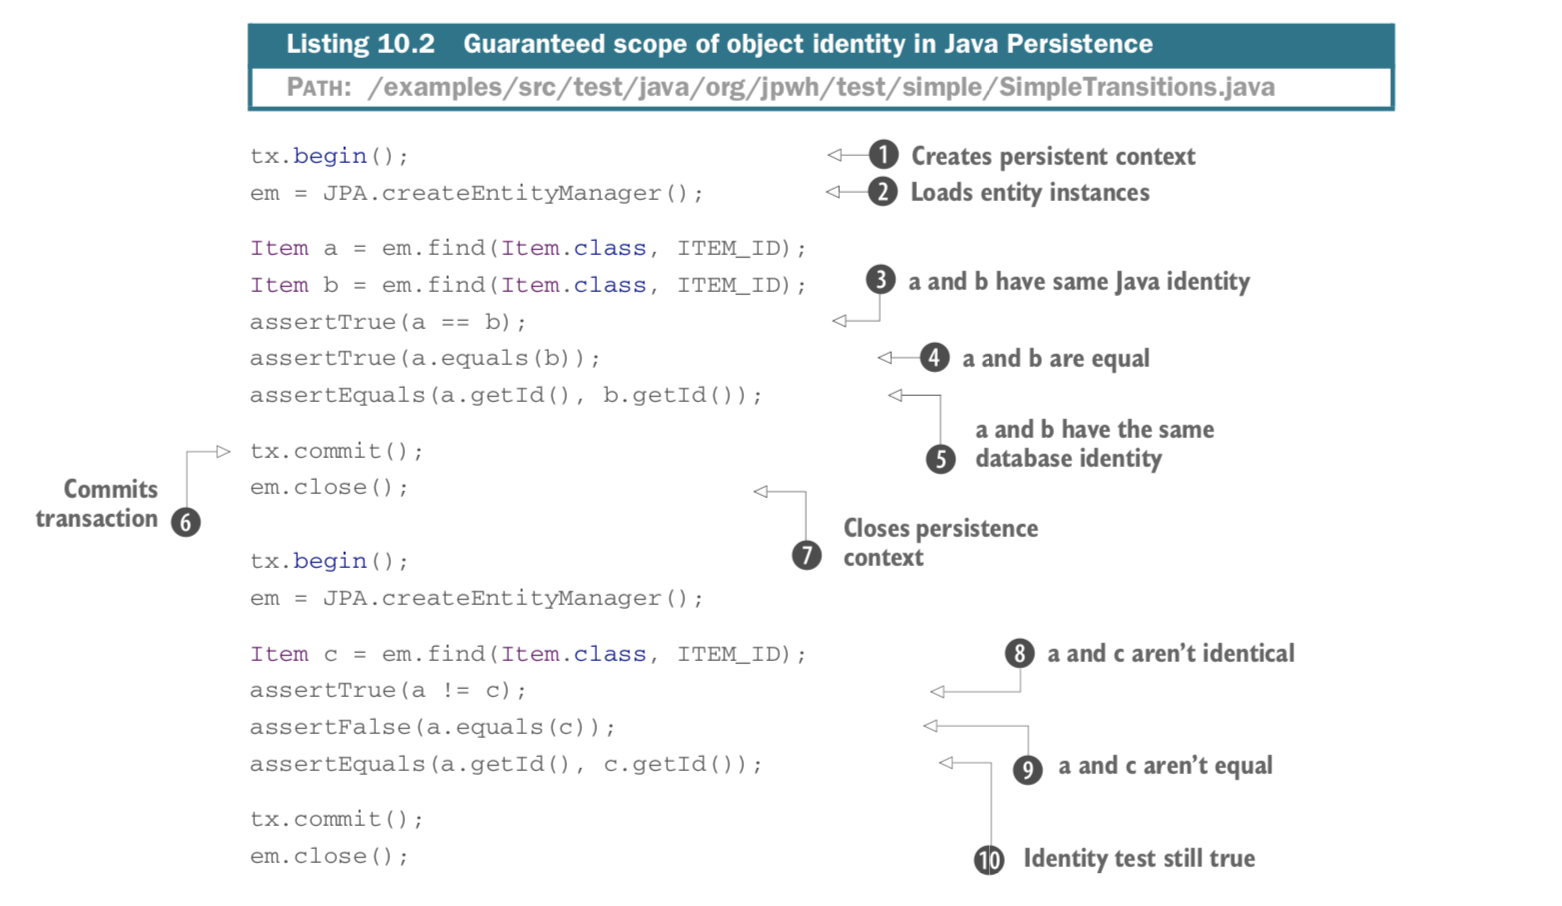 Listing 10.2 Guaranteed scope of object identity in Java Persistence
PATH: /examples/src/test/java/org/jpwh/test/simple/SimpleTransitions.java
tx.begin(); 1 Creates persistent context
em = JPA.createEntityManager(); 2 Loads entity instances
Item a = em.find(Item.class, ITEM_ID);
Item b = em.find(Item.class, ITEM_ID); 3 a and b have same Java identity
assertTrue(a == b);
assertTrue(a.equals(b)); 4 a and b are equal
assertEquals(a.getId(), b.getId());
5 a and b have the same
database identity
tx.commit();
em.close();
Commits
transaction 6
7 Closes persistence
context
tx.begin();
em = JPA.createEntityManager();
Item c = em.find(Item.class, ITEM_ID); 8 a and c aren't identical
assertTrue(a != c);
assertFalse(a.equals(c));
assertEquals(a.getId(), c.getId()); 9 a and c aren't equal
tx.commit();
em.close(); 10 Identity test still true